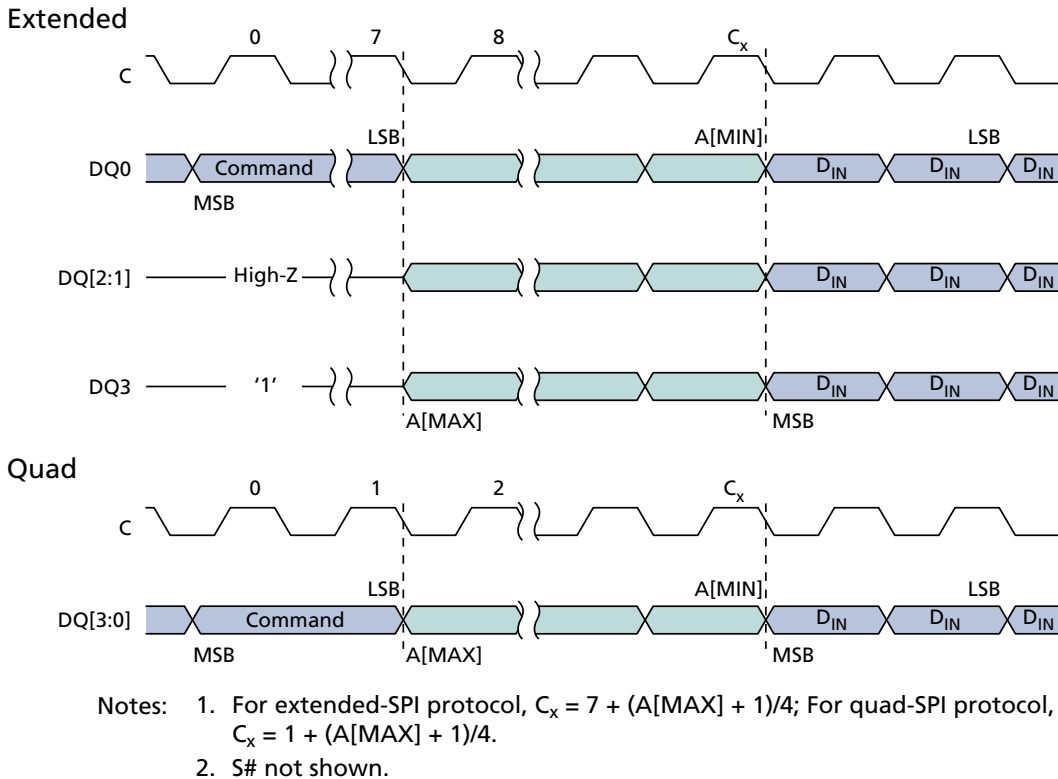 Extended
0 7 8 Cx
C
LSB A[MIN] LSB
DQ0 Command DIN DIN DIN
MSB
DQ[2:1] High-Z DIN DIN DIN
DQ3 '1' DIN DIN DIN
A[MAX] MSB
Quad
0 1 2 Cx
C
LSB A[MIN] LSB
DQ[3:0] Command DIN DIN DIN
MSB A[MAX] MSB
Notes: 1. For extended-SPI protocol, Cx = 7 + (A[MAX] + 1)/4; For quad-SPI protocol,
Cx = 1 + (A[MAX] + 1)/4.
2. S# not shown.